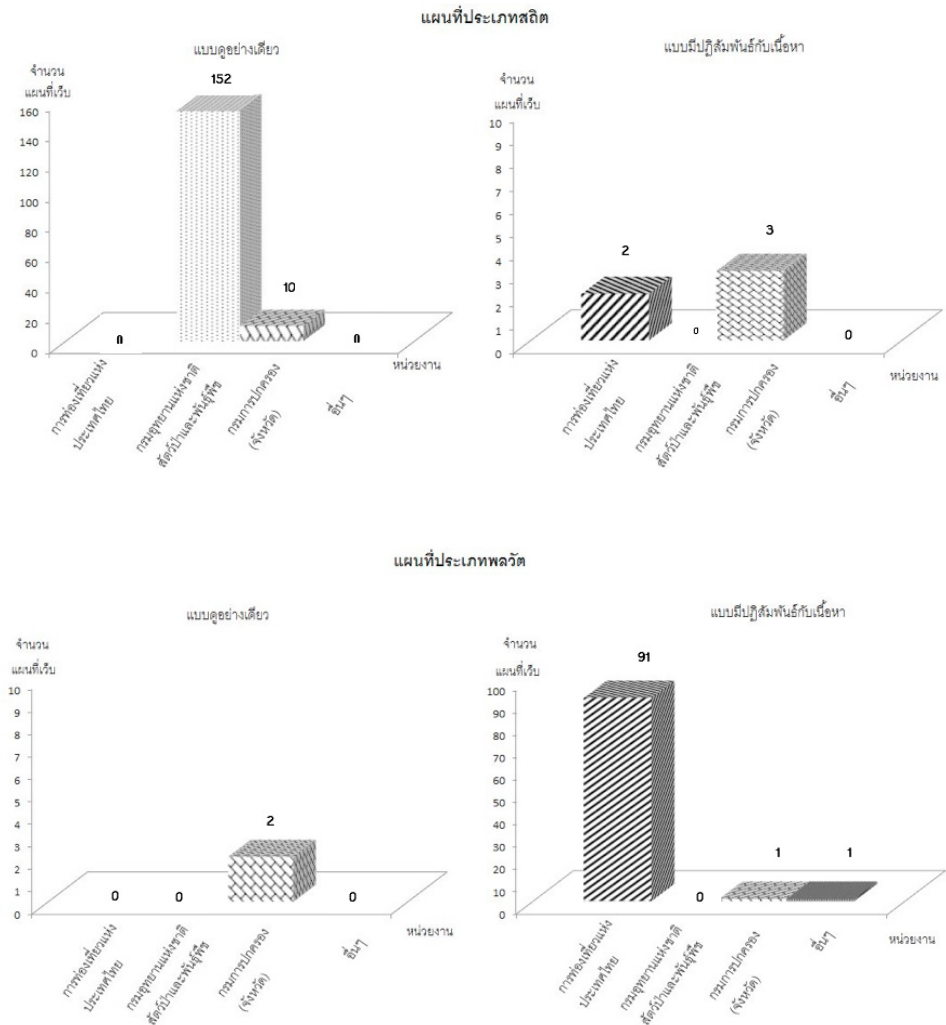 แผนที่ประเภทสถิต
แบบดูอย่างเดียว
จำนวน
แผนที่เว็บ
152
160
140
120
100
80
60
40
20
0
0
10
0
การท่องเที่ยวแห่ง
ประเทศไทย
กรมอุทยานแห่งชาติ
สัตว์ป่าและพันธุ์พืช
กรมการปกครอง
(จังหวัด)
อื่นๆ
หน่วยงาน
แบบมีปฏิสัมพันธ์กับเนื้อหา
จำนวน
แผนที่เว็บ
10
9
8
7
6
5
4
3
2
1
0
2
0
3
0
การท่องเที่ยวแห่ง
ประเทศไทย
กรมอุทยานแห่งชาติ
สัตว์ป่าและพันธุ์พืช
กรมการปกครอง
(จังหวัด)
อื่นๆ
หน่วยงาน
แผนที่ประเภทพลวัต
แบบดูอย่างเดียว
จำนวน
แผนที่เว็บ
10
9
8
7
6
5
4
3
2
1
0
0
0
2
0
การท่องเที่ยวแห่ง
ประเทศไทย
กรมอุทยานแห่งชาติ
สัตว์ป่าและพันธุ์พืช
กรมการปกครอง
(จังหวัด)
อื่นๆ
หน่วยงาน
แบบมีปฏิสัมพันธ์กับเนื้อหา
จำนวน
แผนที่เว็บ
91
100
90
80
70
60
50
40
30
20
10
0
0
1
1
การท่องเที่ยวแห่ง
ประเทศไทย
กรมอุทยานแห่งชาติ
สัตว์ป่าและพันธุ์พืช
กรมการปกครอง
(จังหวัด)
อื่นๆ
หน่วยงาน